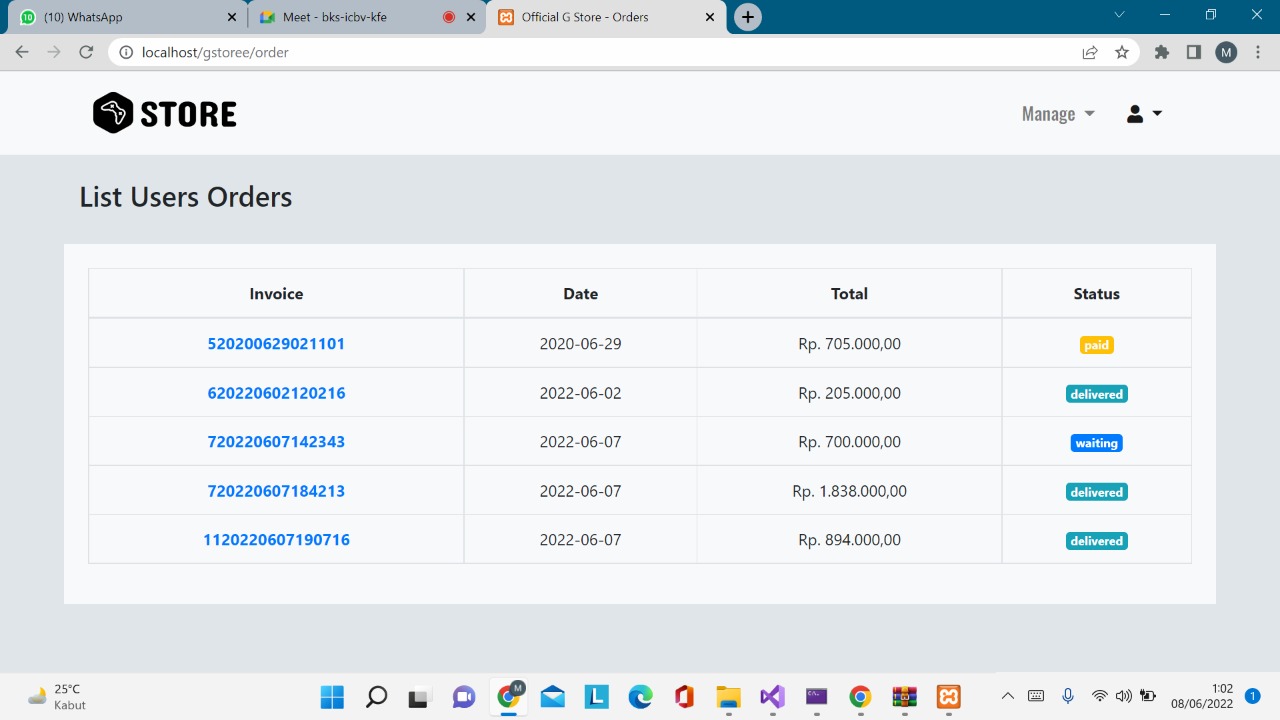 (10) WhatsApp
Meet - bks-icbv-kfe
Official G Store - Orders
localhost/gstoree/order
M
STORE
Manage
List Users Orders
Invoice Date Total Status
520200629021101 2020-06-29 Rp. 705.000,00 paid
620220602120216 2022-06-02 Rp. 205.000,00 delivered
720220607142343 2022-06-07 Rp. 700.000,00 waiting
720220607184213 2022-06-07 Rp. 1.838.000,00 delivered
1120220607190716 2022-06-07 Rp. 894.000,00 delivered
25°C
Kabut
M
L
1:02
08/06/2022
1